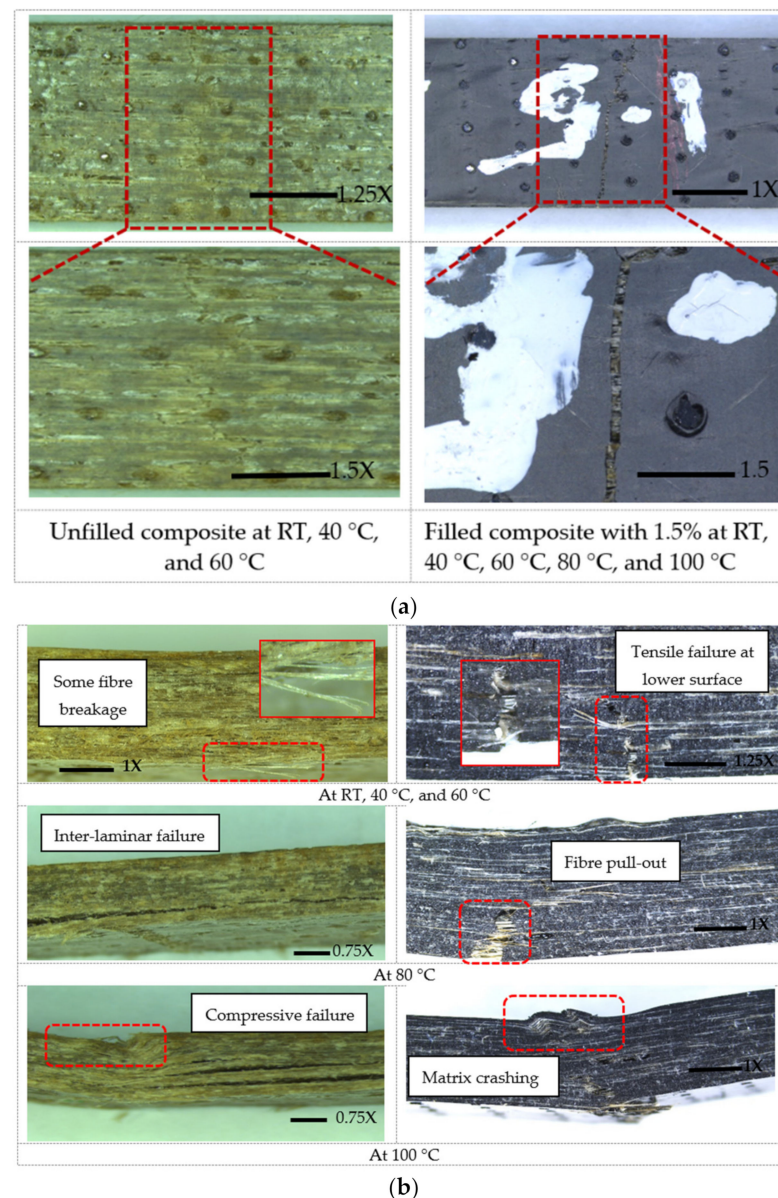 1.25X
1X
1.5X
1.5
Unfilled composite at RT, 40 °C,
and 60 °C
Filled composite with 1.5% at RT,
40 °C, 60 °C, 80 °C, and 100 °C
(a)
Some fibre
breakage
1X
Tensile failure at
lower surface
1.25X
At RT, 40 °C, and 60 °C
Inter-laminar failure
0.75X
Fibre pull-out
1X
At 80 °C
Compressive failure
0.75X
Matrix crashing
1X
At 100 °C
(b)